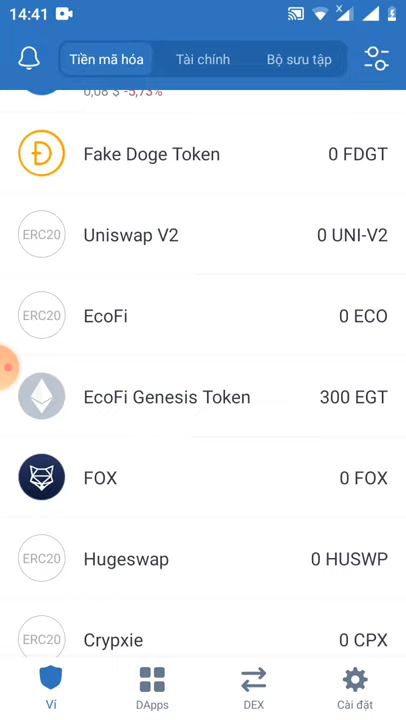 14:41
Tiền mã hóa
Tài chính
Bộ sưu tập
0,08 $ -5,73%
Fake Doge Token
0 FDGT
ERC20
Uniswap V2
0 UNI-V2
ERC20
EcoFi
0 ECO
EcoFi Genesis Token
300 EGT
FOX
0 FOX
ERC20
Hugeswap
0 HUSWP
ERC20
Crypxie
0 CPX
Ví
DApps
DEX
Cài đặt